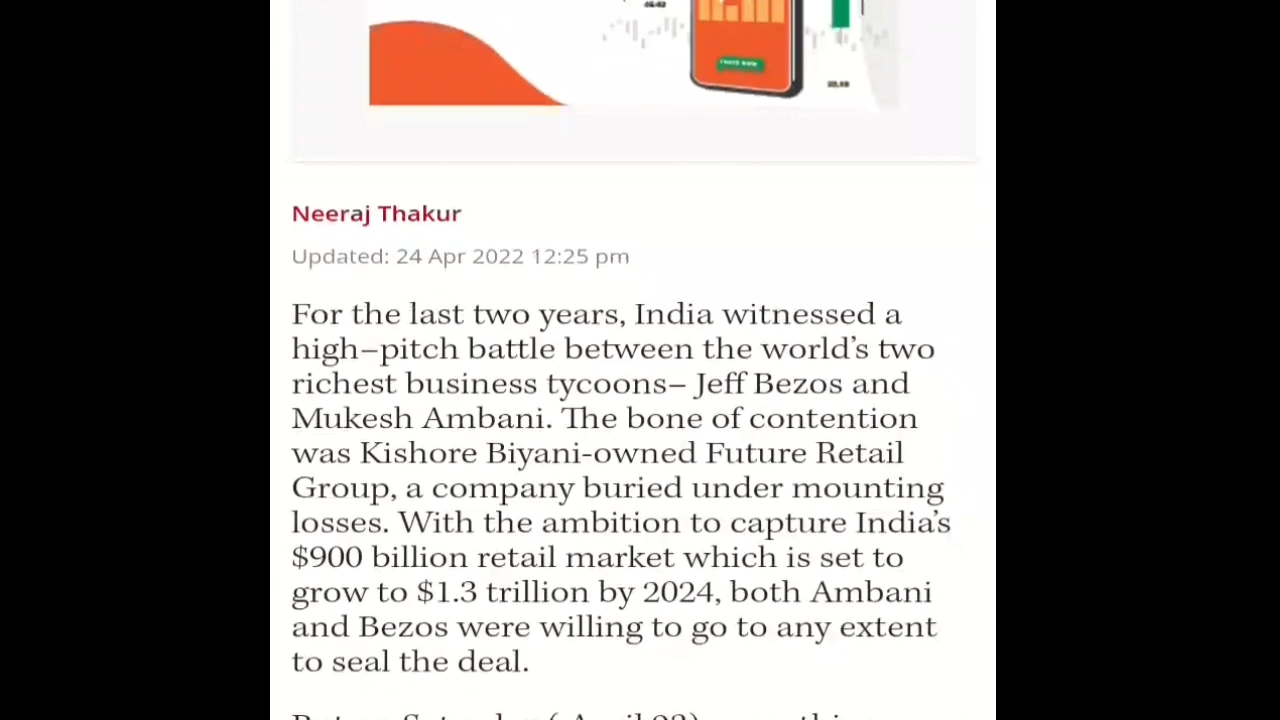 Neeraj Thakur
Updated: 24 Apr 2022 12:25 pm
For the last two years, India witnessed a
high–pitch battle between the world's two
richest business tycoons– Jeff Bezos and
Mukesh Ambani. The bone of contention
was Kishore Biyani-owned Future Retail
Group, a company buried under mounting
losses. With the ambition to capture India's
$900 billion retail market which is set to
grow to $1.3 trillion by 2024, both Ambani
and Bezos were willing to go to any extent
to seal the deal.